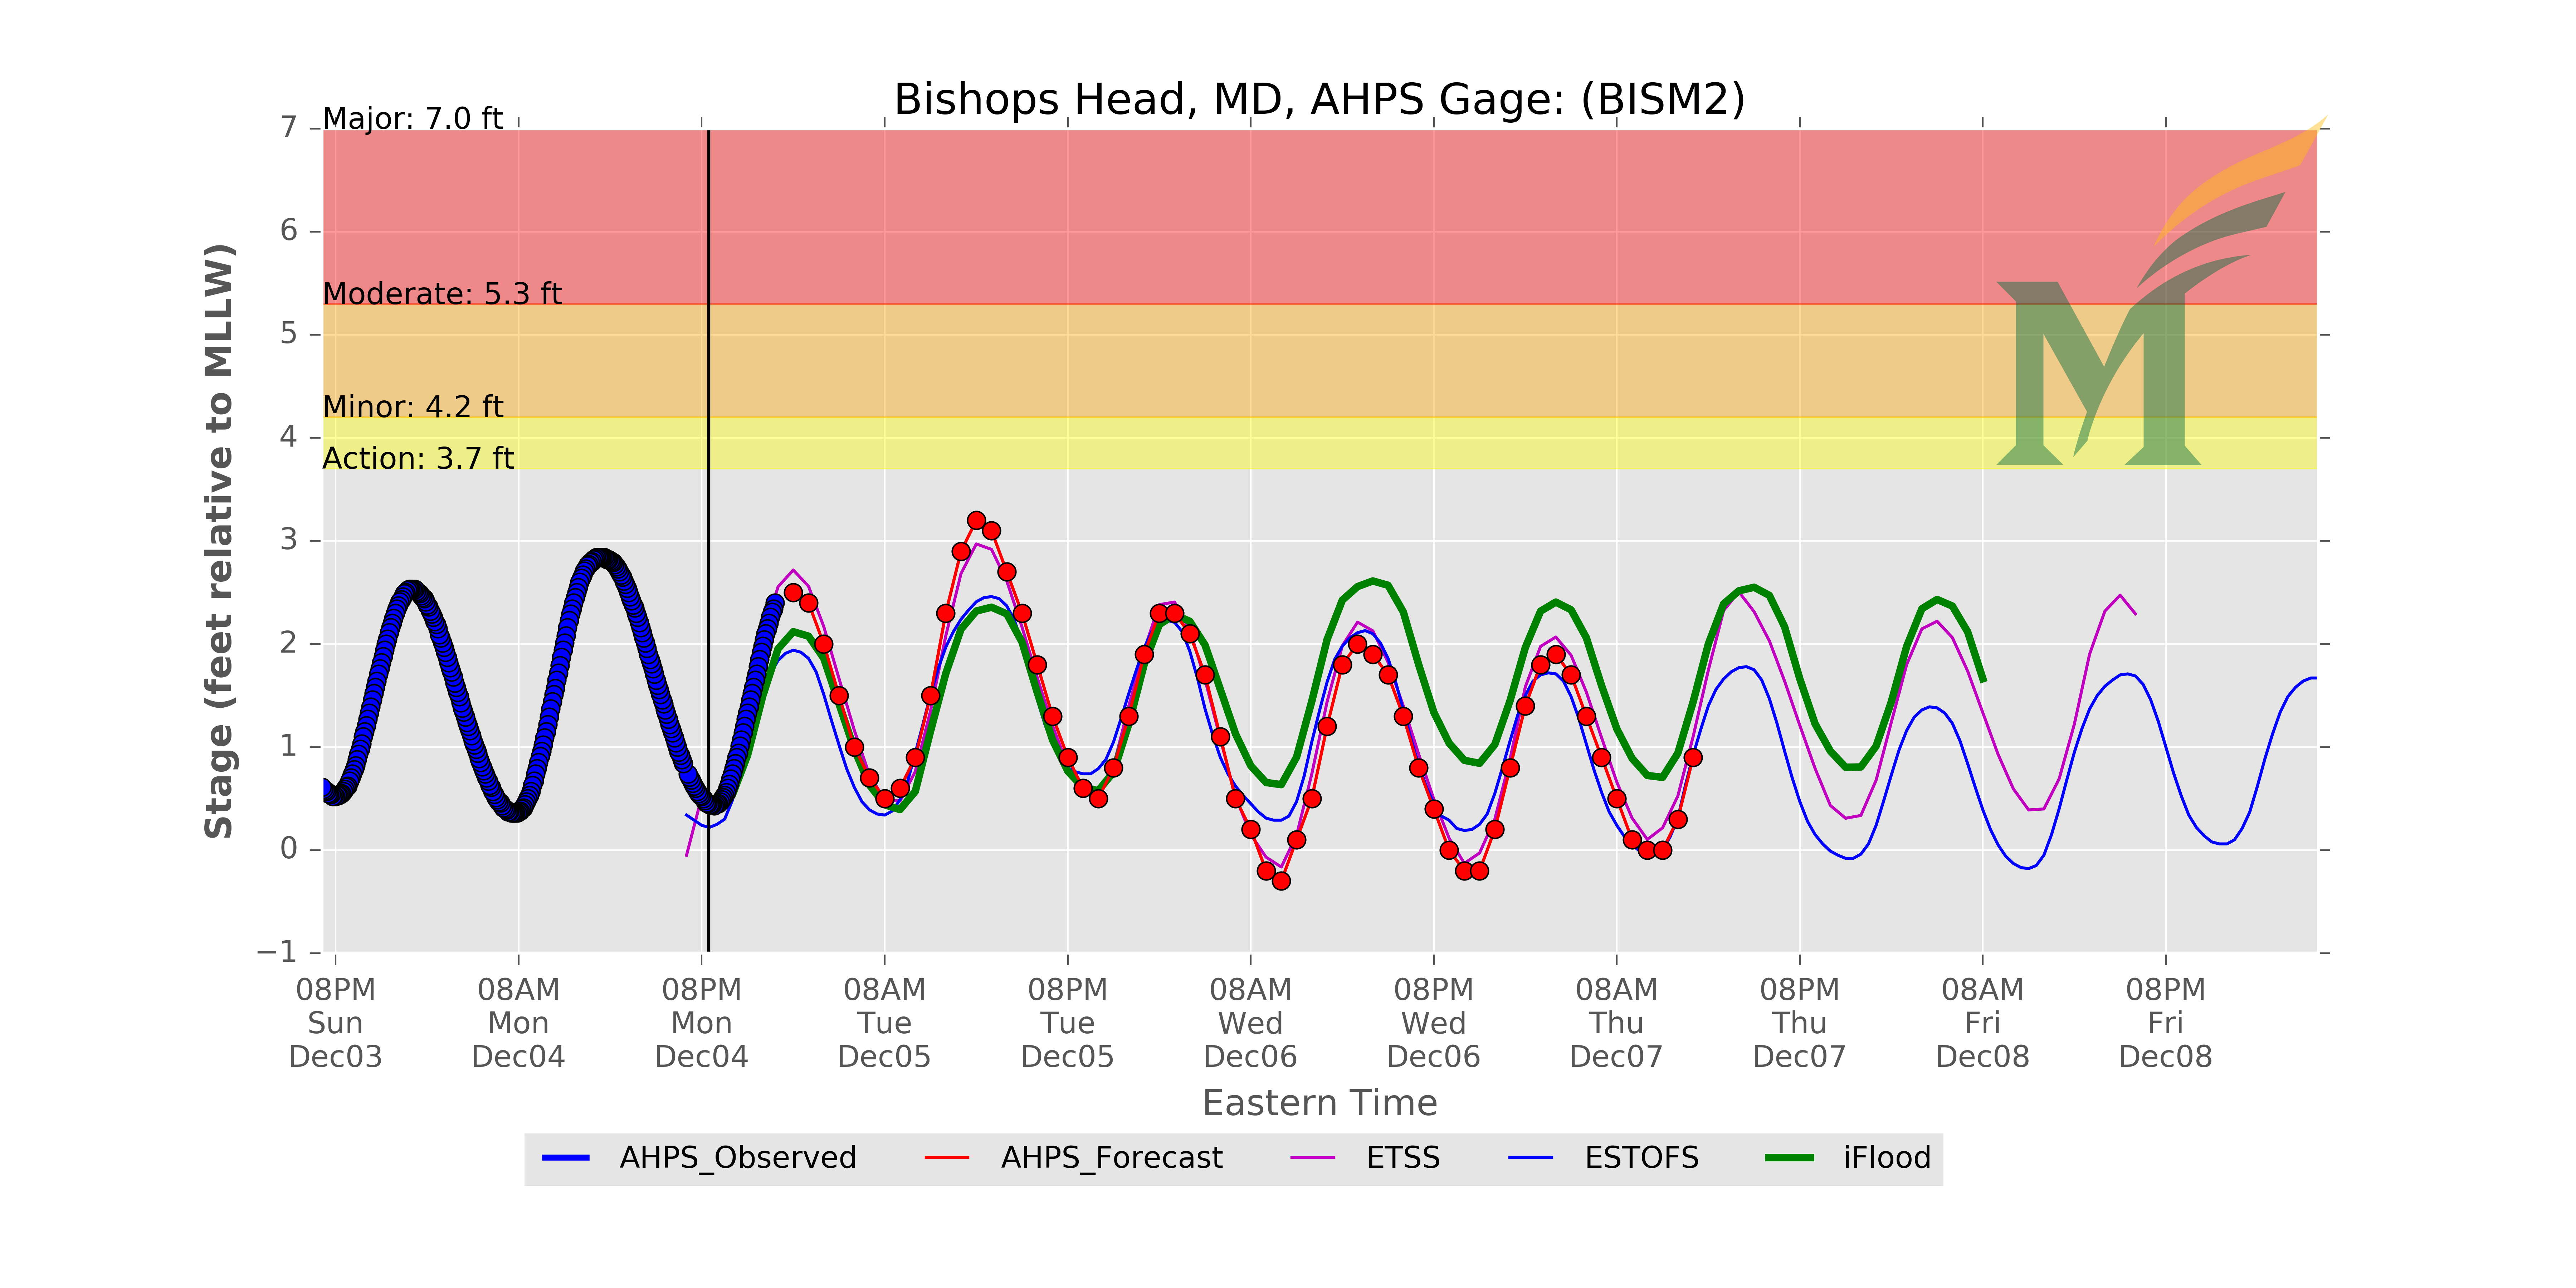 Bishops Head, MD, AHPS Gage: (BISM2)
Stage (feet relative to MLLW)
7
6
5
4
3
2
1
0
−1
Major: 7.0 ft
Moderate: 5.3 ft
Minor: 4.2 ft
Action: 3.7 ft
M
08PM Sun Dec03
08AM Mon Dec04
08PM Mon Dec04
08AM Tue Dec05
08PM Tue Dec05
08AM Wed Dec06
08PM Wed Dec06
08AM Thu Dec07
08PM Thu Dec07
08AM Fri Dec08
08PM Fri Dec08
Eastern Time
AHPS_Observed AHPS_Forecast ETSS ESTOFS iFlood